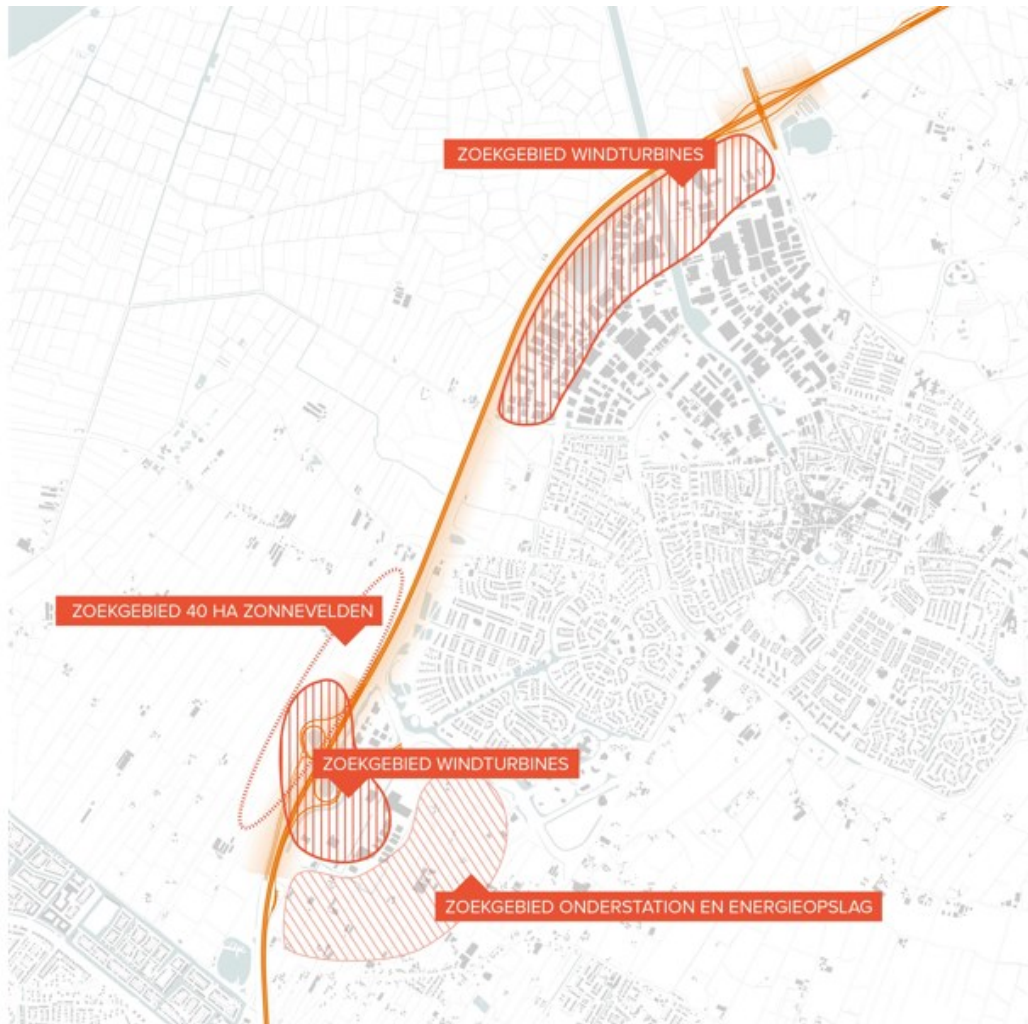 ZOEKGEBIED WINDTURBINES
ZOEKGEBIED 40 HA ZONNEVELDEN
ZOEKGEBIED WINDTURBINES
ZOEKGEBIED ONDERSTATION EN ENERGIEOPSLAG